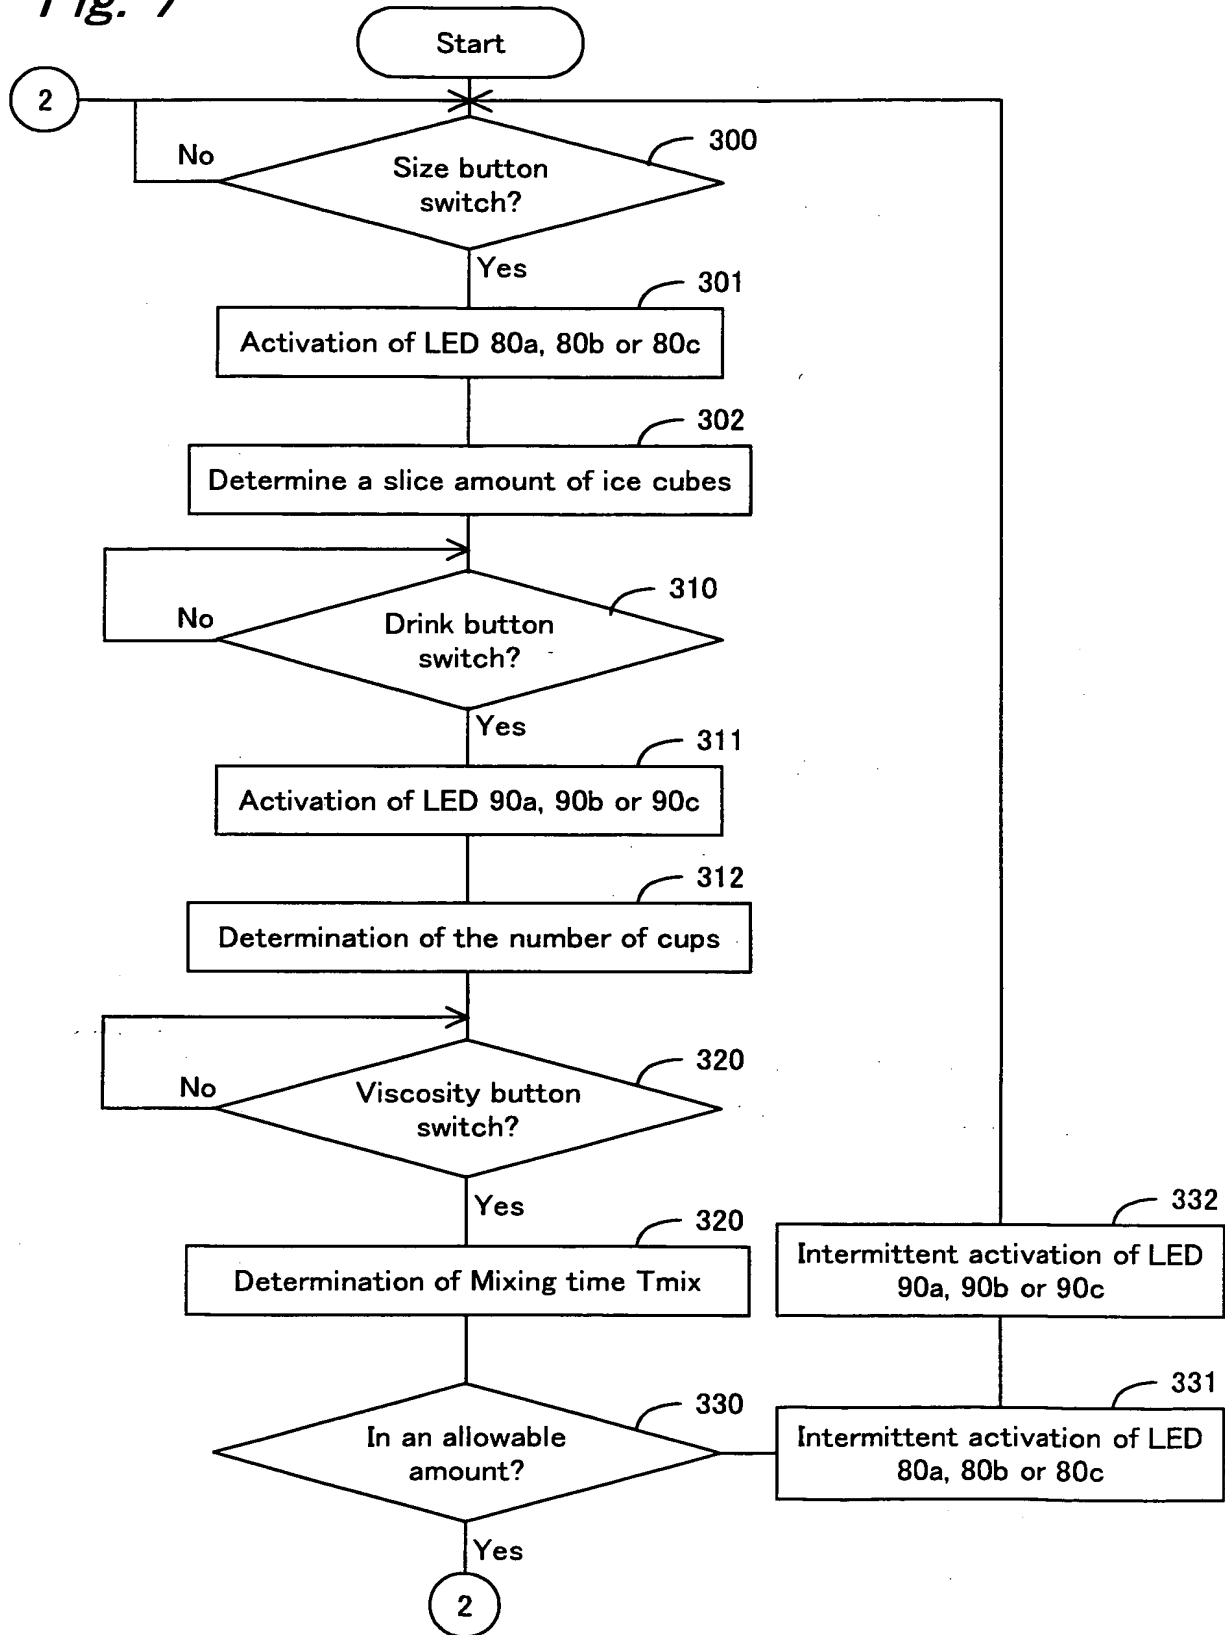 Fig. 7
Start
2
No
Size button
switch?
300
Yes
301
Activation of LED 80a, 80b or 80c
302
Determine a slice amount of ice cubes
310
No
Drink button
switch?
Yes
311
Activation of LED 90a, 90b or 90c
312
Determination of the number of cups
320
No
Viscosity button
switch?
Yes
320
Determination of Mixing time Tmix
332
Intermittent activation of LED
90a, 90b or 90c
330
In an allowable
amount?
331
Intermittent activation of LED
80a, 80b or 80c
Yes
2